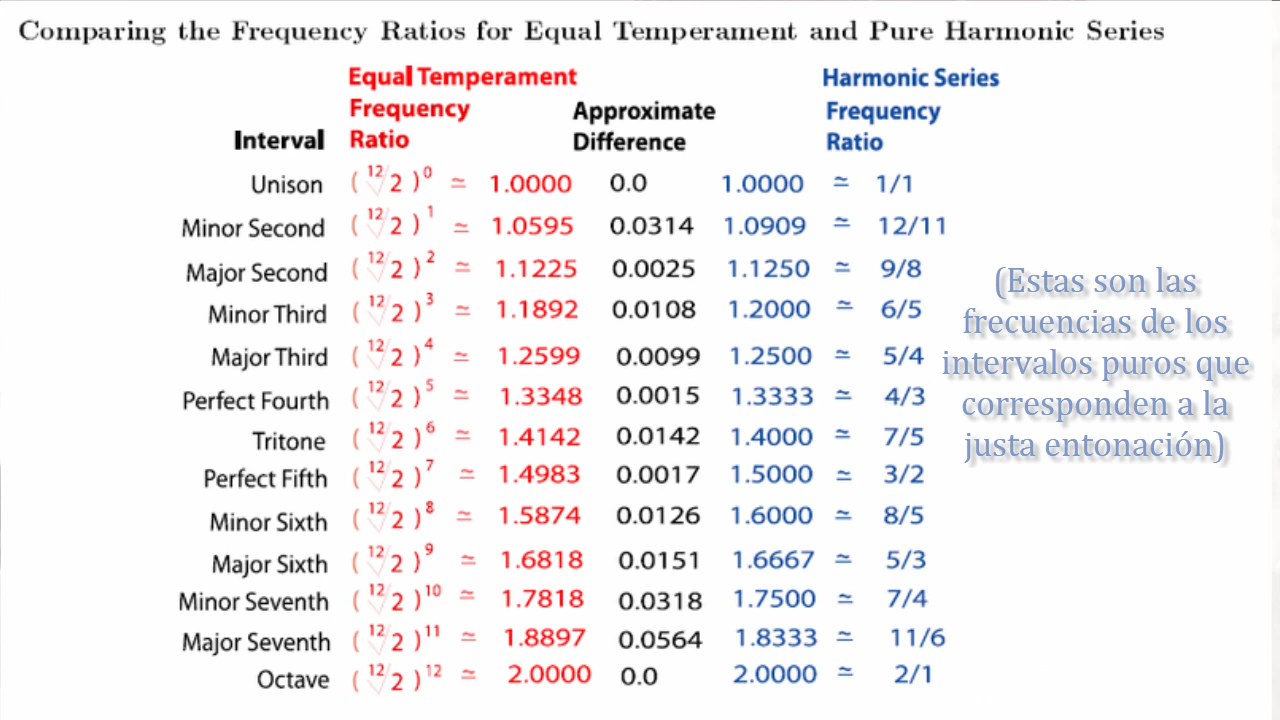 Comparing the Frequency Ratios for Equal Temperament and Pure Harmonic Series
Equal Temperament Harmonic Series
Frequency Approximate Frequency
Interval Ratio Difference Ratio
Unison (¹²√2)⁰ ≃ 1.0000 0.0 1.0000 ≃ 1/1
Minor Second (¹²√2)¹ ≃ 1.0595 0.0314 1.0909 ≃ 12/11
Major Second (¹²√2)² ≃ 1.1225 0.0025 1.1250 ≃ 9/8
Minor Third (¹²√2)³ ≃ 1.1892 0.0108 1.2000 ≃ 6/5
Major Third (¹²√2)⁴ ≃ 1.2599 0.0099 1.2500 ≃ 5/4
Perfect Fourth (¹²√2)⁵ ≃ 1.3348 0.0015 1.3333 ≃ 4/3
Tritone (¹²√2)⁶ ≃ 1.4142 0.0142 1.4000 ≃ 7/5
Perfect Fifth (¹²√2)⁷ ≃ 1.4983 0.0017 1.5000 ≃ 3/2
Minor Sixth (¹²√2)⁸ ≃ 1.5874 0.0126 1.6000 ≃ 8/5
Major Sixth (¹²√2)⁹ ≃ 1.6818 0.0151 1.6667 ≃ 5/3
Minor Seventh (¹²√2)¹⁰ ≃ 1.7818 0.0318 1.7500 ≃ 7/4
Major Seventh (¹²√2)¹¹ ≃ 1.8897 0.0564 1.8333 ≃ 11/6
Octave (¹²√2)¹² ≃ 2.0000 0.0 2.0000 ≃ 2/1
(Estas son las
frecuencias de los
intervalos puros que
corresponden a la
justa entonación)